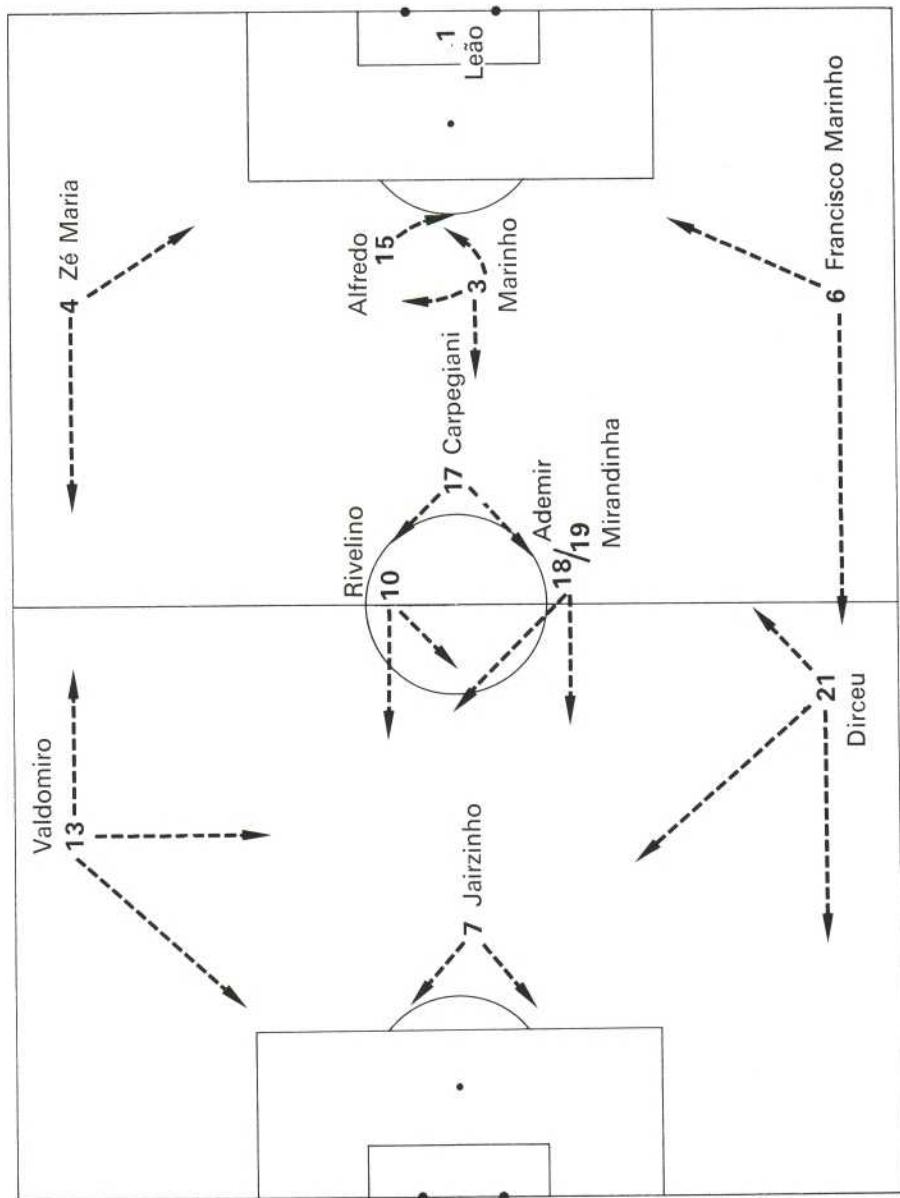 1
Leão
4 Zé Maria
Alfredo
15
3
Marinho
6 Francisco Marinho
17 Carpegiani
Rivelino
10
Ademir
18/19
Mirandinha
Valdomiro
13
21
Dirceu
7 Jairzinho